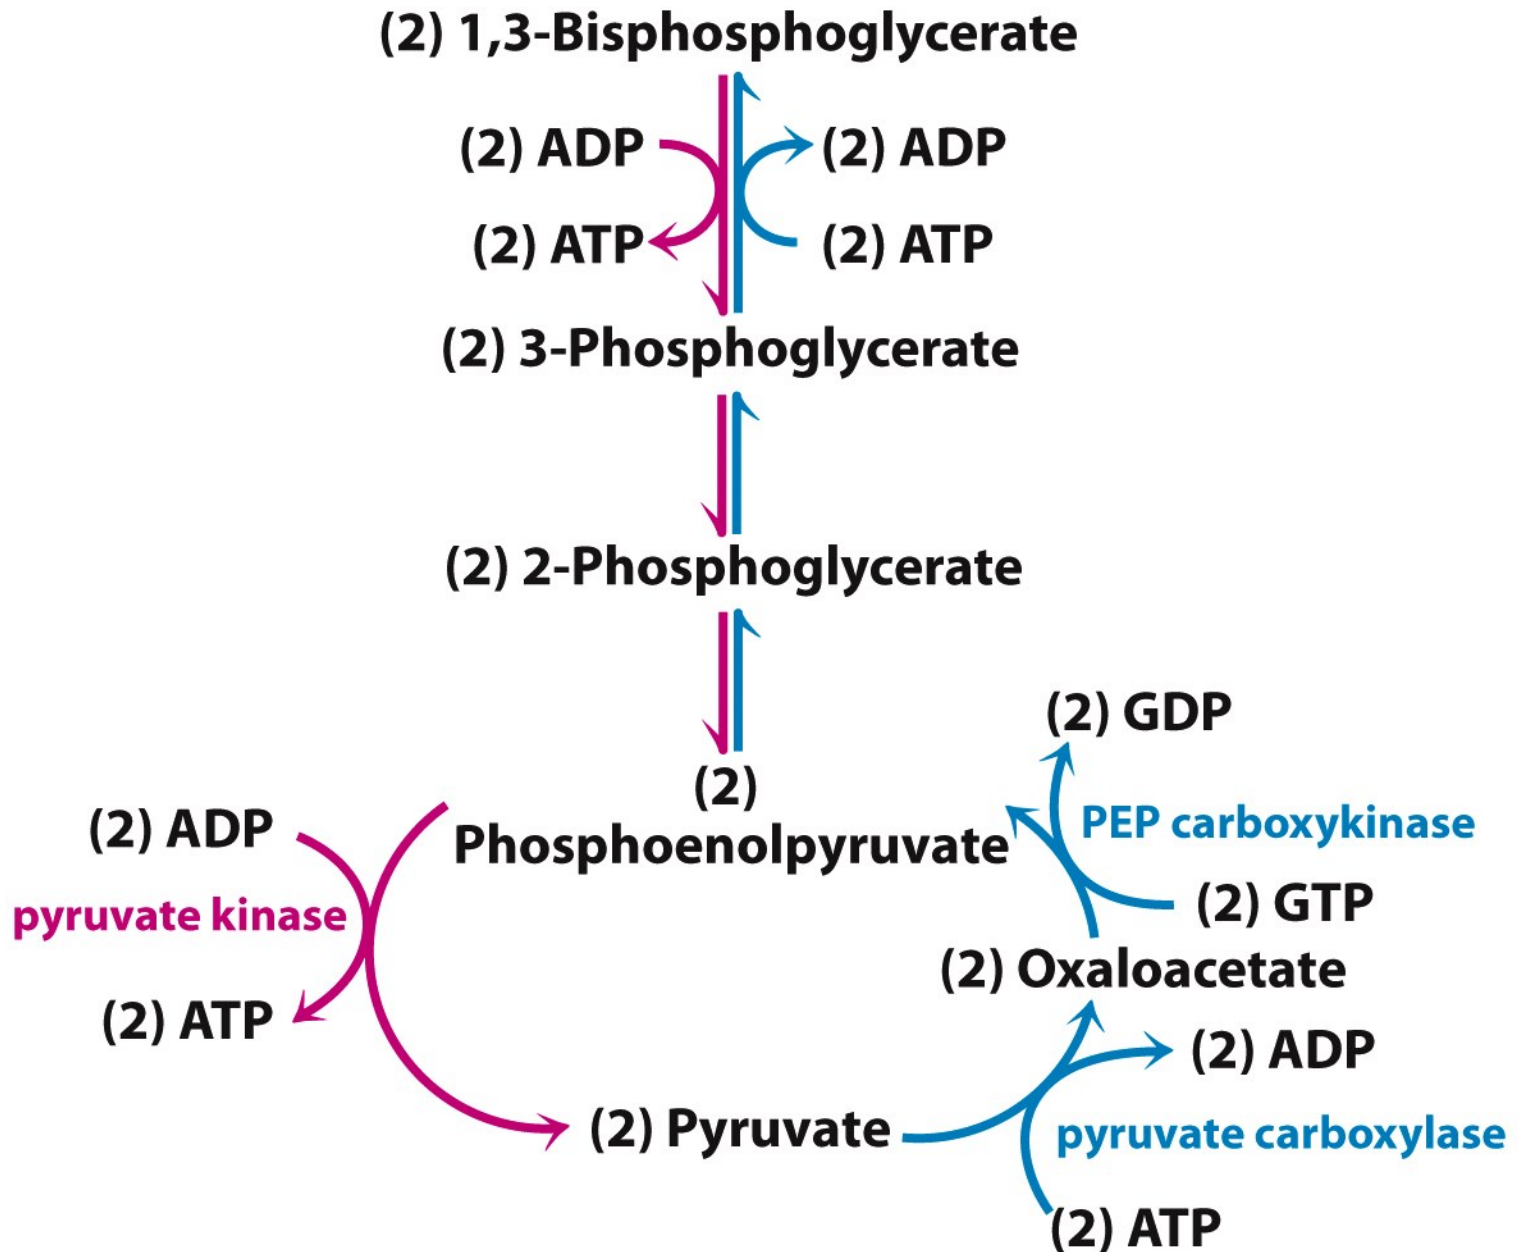 (2) 1,3-Bisphosphoglycerate
(2) ADP
(2) ADP
(2) ATP
(2) ATP
(2) 3-Phosphoglycerate
(2) 2-Phosphoglycerate
(2) GDP
(2)
Phosphoenolpyruvate
(2) ADP
PEP carboxykinase
pyruvate kinase
(2) GTP
(2) Oxaloacetate
(2) ATP
(2) ADP
(2) Pyruvate
pyruvate carboxylase
(2) ATP